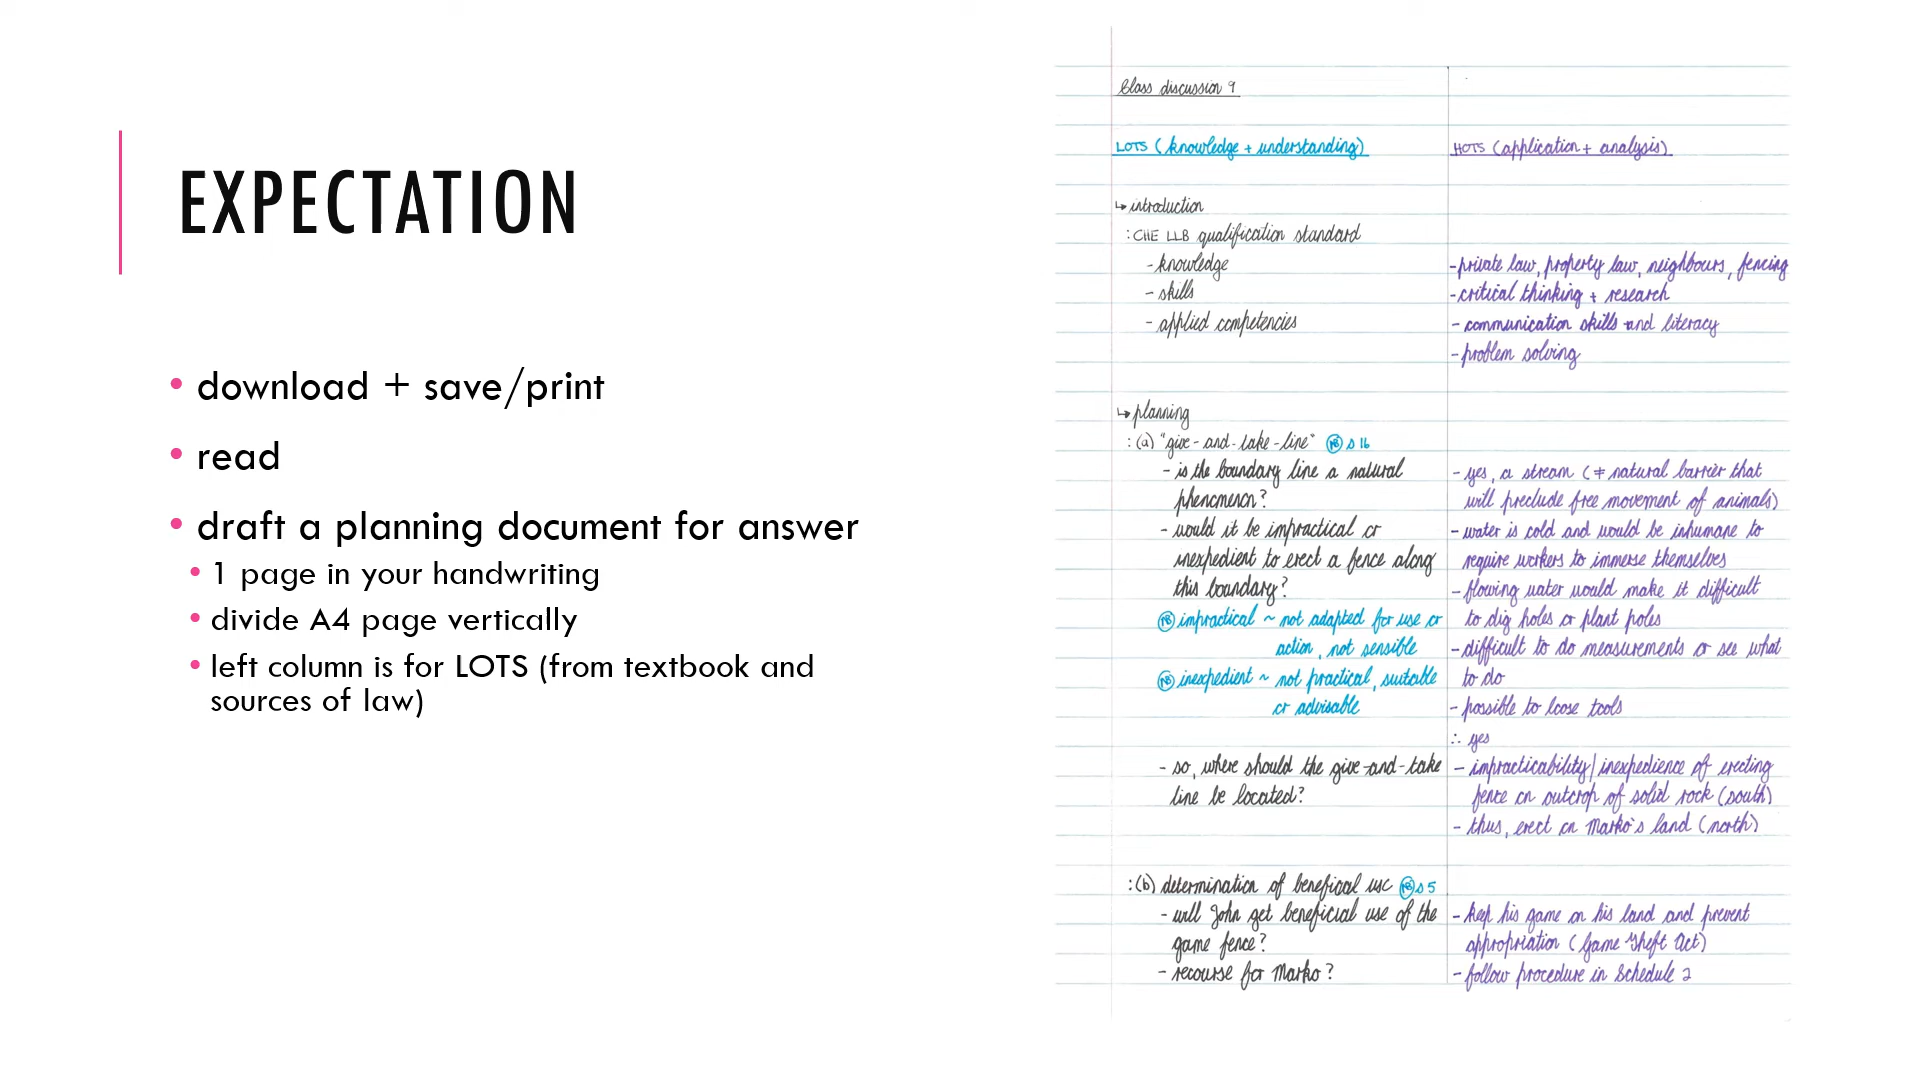 EXPECTATION
• download + save/print
• read
• draft a planning document for answer
• 1 page in your handwriting
• divide A4 page vertically
• left column is for LOTS (from textbook and
sources of law)
Class discussion 9
LOTS (knowledge + understanding)
↳ introduction
: CHE LLB qualification standard
- knowledge
- skills
- applied competencies
↳ planning
: (a) "give-and-take-line" NB s 16
- is the boundary line a natural
phenomenon?
- would it be impractical or
inexpedient to erect a fence along
this boundary?
NB impractical ~ not adapted for use or
action, not sensible
NB inexpedient ~ not practical, suitable
or advisable
- so, where should the give-and-take
line be located?
: (b) determination of benefical use NB s 5
- will John get beneficial use of the
game fence?
- recourse for Marko?
HOTS (application + analysis)
- private law, property law, neighbours, fencing
- critical thinking + research
- communication skills and literacy
- problem solving
- yes, a stream (≠ natural barrier that
will preclude free movement of animals)
- water is cold and would be inhumane to
require workers to immerse themselves
- flowing water would make it difficult
to dig holes or plant poles
- difficult to do measurements or see what
to do
- possible to loose tools
∴ yes
- impracticability/inexpedience of erecting
fence on outcrop of solid rock (south)
- thus, erect on Marko's land (north)
- keep his game on his land and prevent
appropriation (Game Theft Act)
- follow procedure in Schedule 2